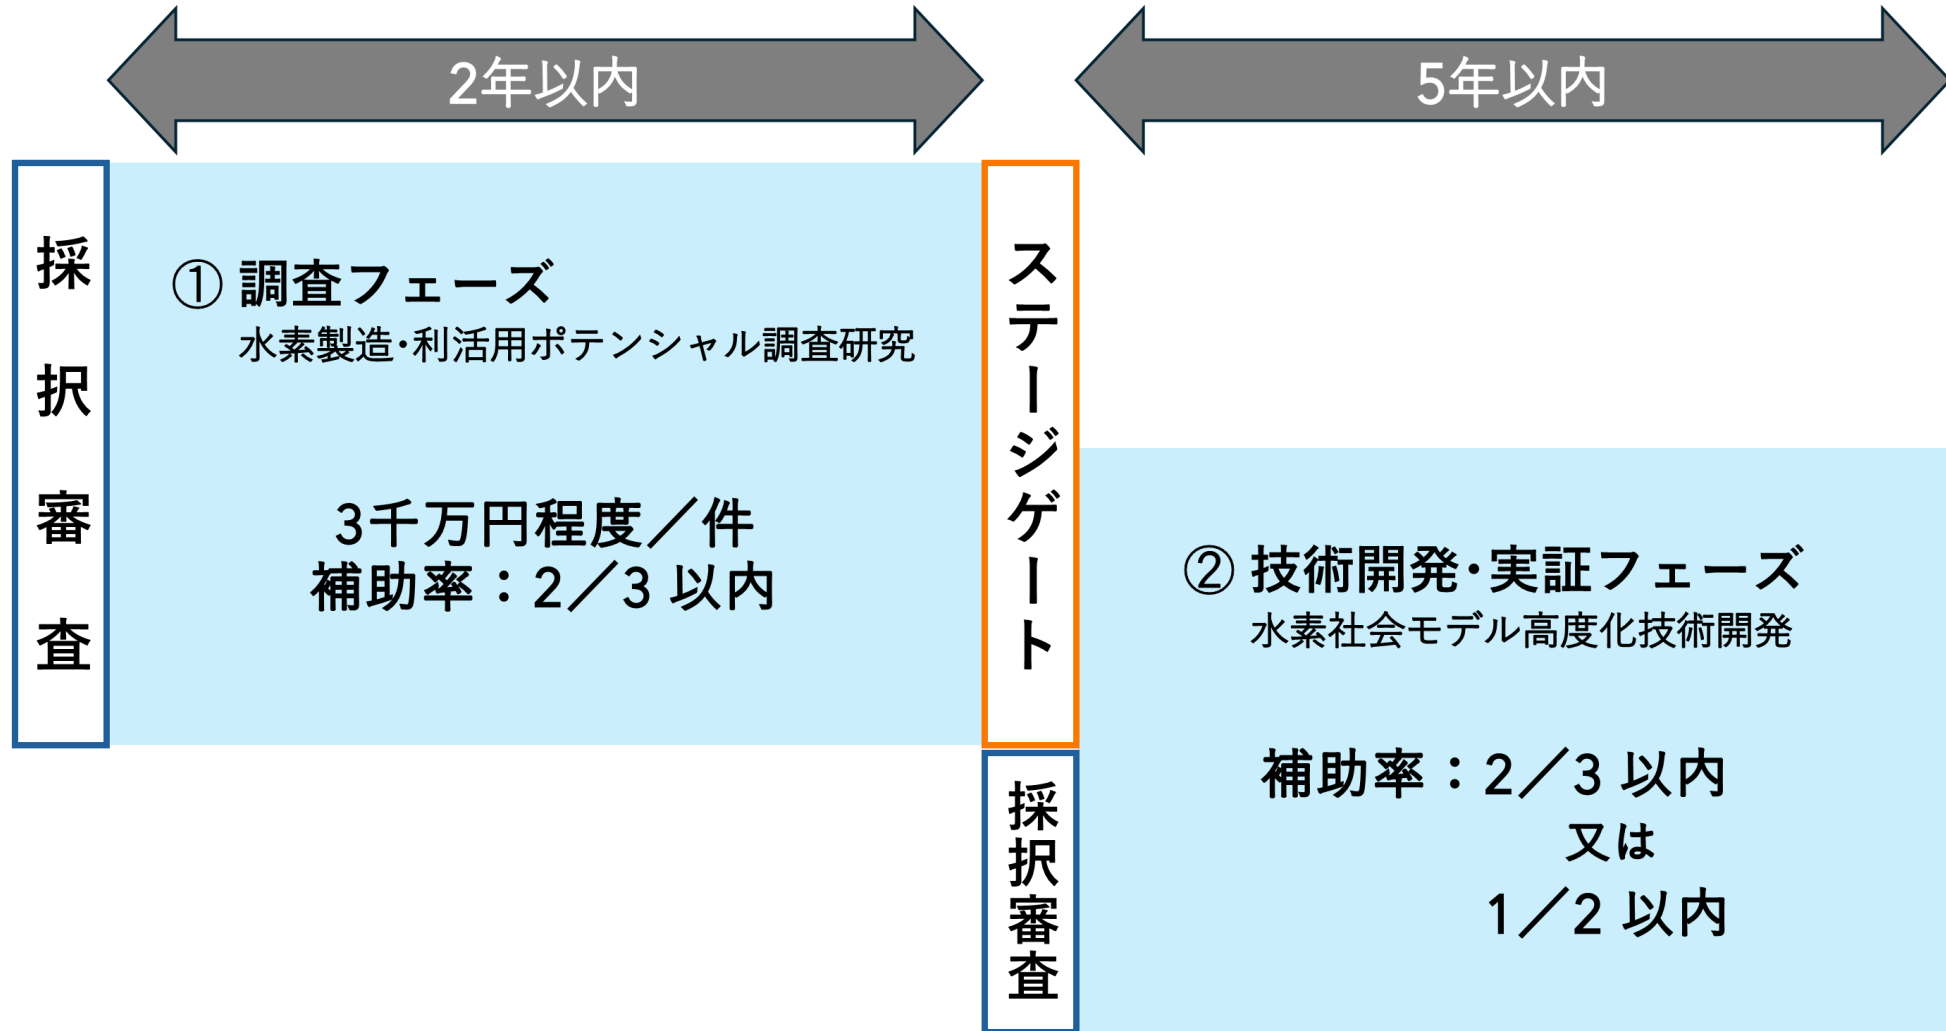 2年以内
5年以内
採択審査
① 調査フェーズ
水素製造・利活用ポテンシャル調査研究
3千万円程度／件
補助率：2／3 以内
ステージゲート
採択審査
② 技術開発・実証フェーズ
水素社会モデル高度化技術開発
補助率：2／3 以内
又は
1／2 以内